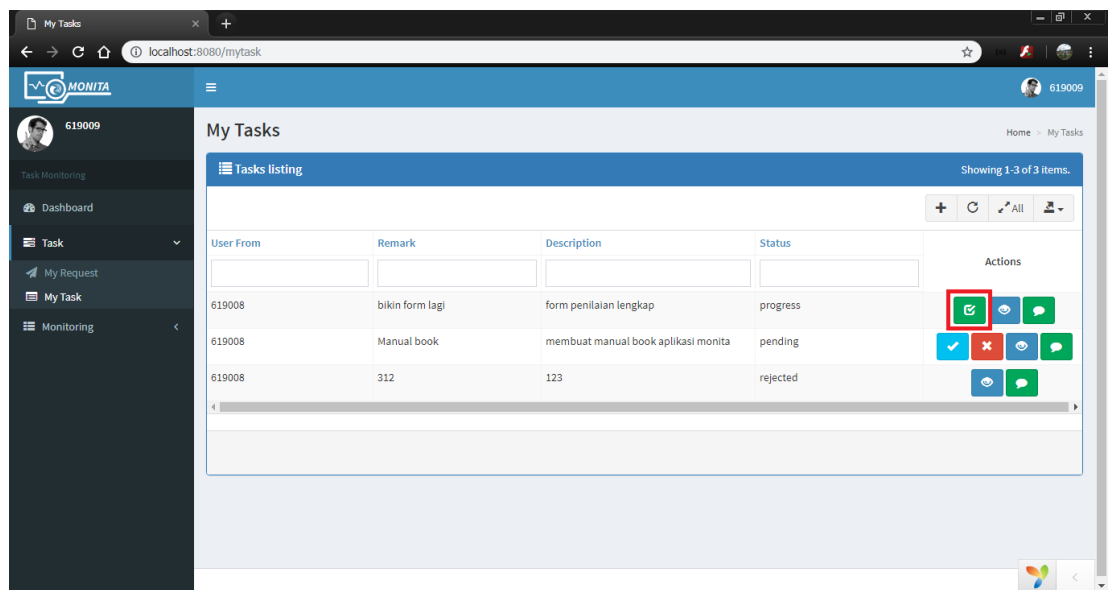 My Tasks
localhost:8080/mytask
MONITA
619009
619009
My Tasks
Home > My Tasks
Task Monitoring
Tasks listing
Showing 1-3 of 3 items.
Dashboard
All
Task
User From Remark Description Status
Actions
My Request
My Task
619008 bikin form lagi form penilaian lengkap progress
Monitoring
619008 Manual book membuat manual book aplikasi monita pending
619008 312 123 rejected